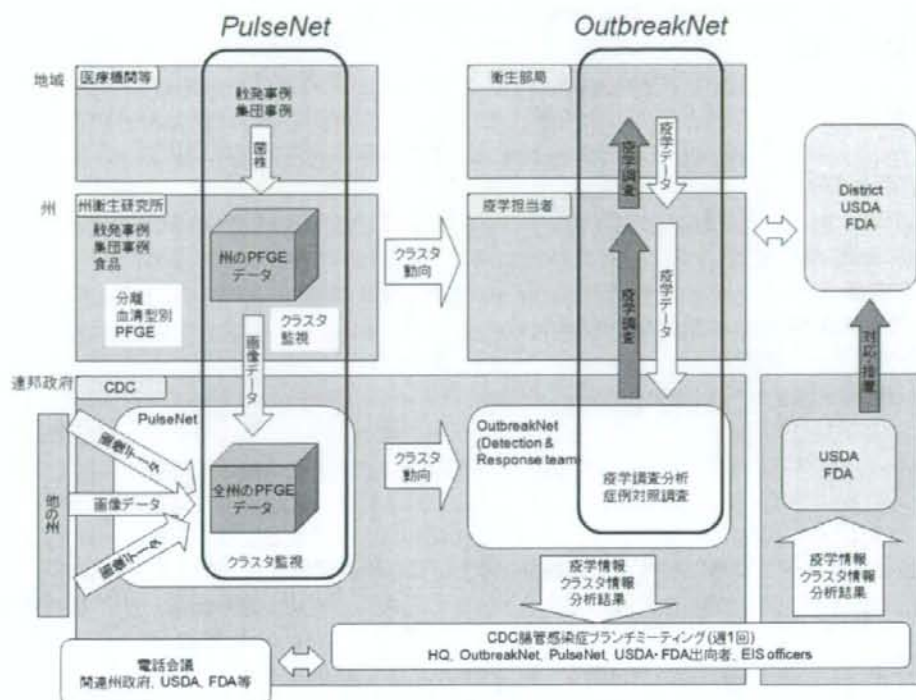 PulseNet
OutbreakNet
地域
医療機関等
散発事例
集団事例
菌株
衛生部局
疫学調査
疫学データ
州
州衛生研究所
散発事例
集団事例
食品
分離
血清型別
PFGE
州のPFGE
データ
クラスタ
監視
画像データ
クラスタ
動向
疫学担当者
疫学調査
疫学データ
District
USDA
FDA
対応・措置
連邦政府
CDC
PulseNet
他の州
画像データ
画像データ
画像データ
全州のPFGE
データ
クラスタ監視
クラスタ
動向
OutbreakNet
(Detection &
Response team)
疫学調査分析
症例対照調査
USDA
FDA
疫学情報
クラスタ情報
分析結果
疫学情報
クラスタ情報
分析結果
CDC腸管感染症ブランチミーティング(週1回)
HQ、OutbreakNet、PulseNet、USDA・FDA出向者、EIS officers
電話会議
関連州政府、USDA、FDA等